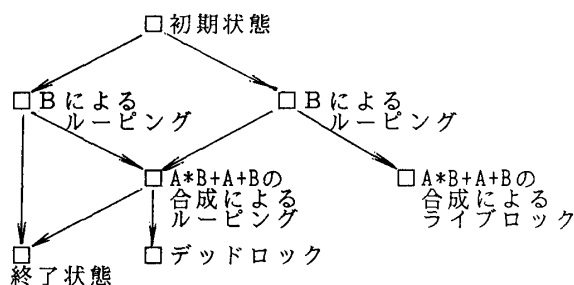 初期状態
Bによる
ルーピング
Bによる
ルーピング
A*B+A+Bの
合成による
ルーピング
A*B+A+Bの
合成による
ライブロック
終了状態
デッドロック